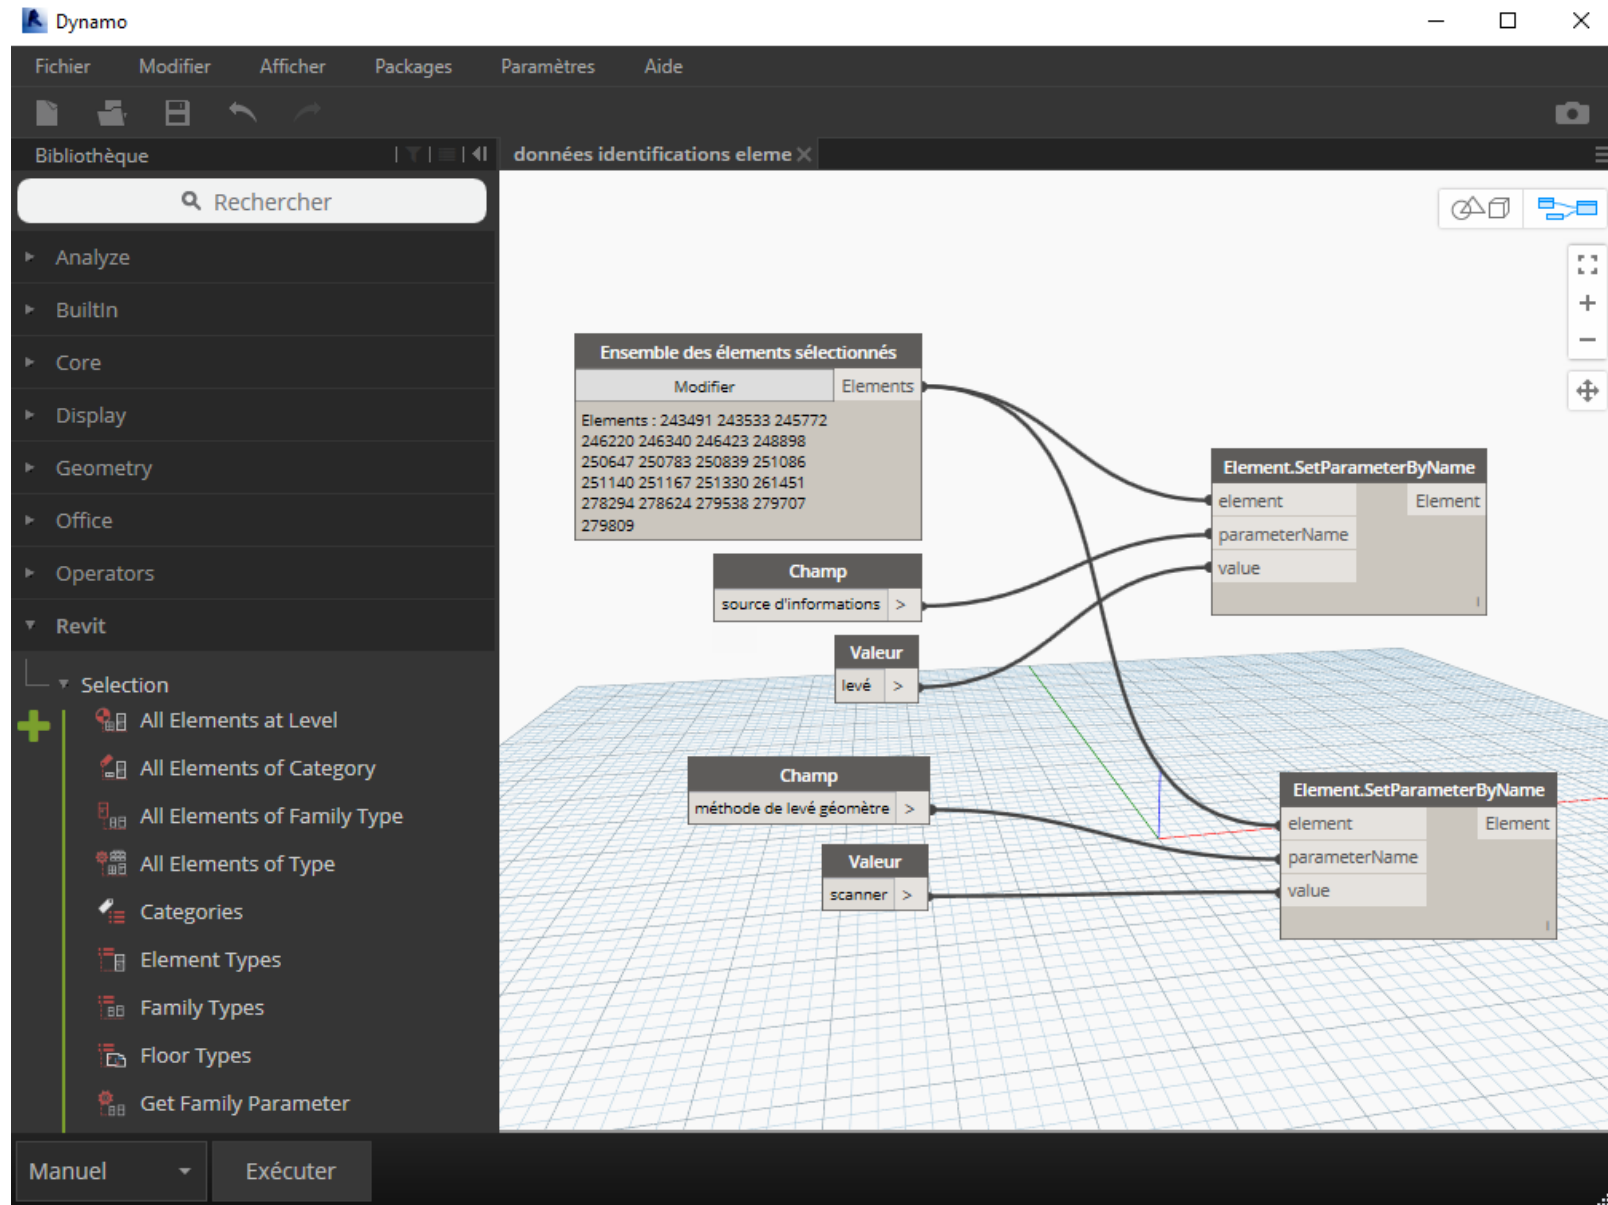 Dynamo
Fichier Modifier Afficher Packages Paramètres Aide
Bibliothèque
données identifications eleme
Rechercher
Analyze
BuiltIn
Core
Display
Geometry
Office
Operators
Revit
Selection
All Elements at Level
All Elements of Category
All Elements of Family Type
All Elements of Type
Categories
Element Types
Family Types
Floor Types
Get Family Parameter
Manuel
Exécuter
Ensemble des élements sélectionnés
Modifier
Elements
Elements : 243491 243533 245772
246220 246340 246423 248898
250647 250783 250839 251086
251140 251167 251330 261451
278294 278624 279538 279707
279809
Champ
source d'informations >
Valeur
levé >
Champ
méthode de levé géomètre >
Valeur
scanner >
Element.SetParameterByName
element Element
parameterName
value
Element.SetParameterByName
element Element
parameterName
value